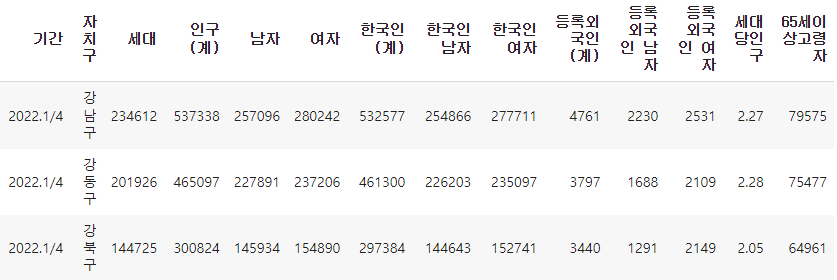 기간 자치구 세대 인구(계) 남자 여자 한국인(계) 한국인 남자 한국인 여자 등록외국인(계) 등록외국인 남자 등록외국인 여자 세대당인구 65세이상고령자
2022.1/4 강남구 234612 537338 257096 280242 532577 254866 277711 4761 2230 2531 2.27 79575
2022.1/4 강동구 201926 465097 227891 237206 461300 226203 235097 3797 1688 2109 2.28 75477
2022.1/4 강북구 144725 300824 145934 154890 297384 144643 152741 3440 1291 2149 2.05 64961